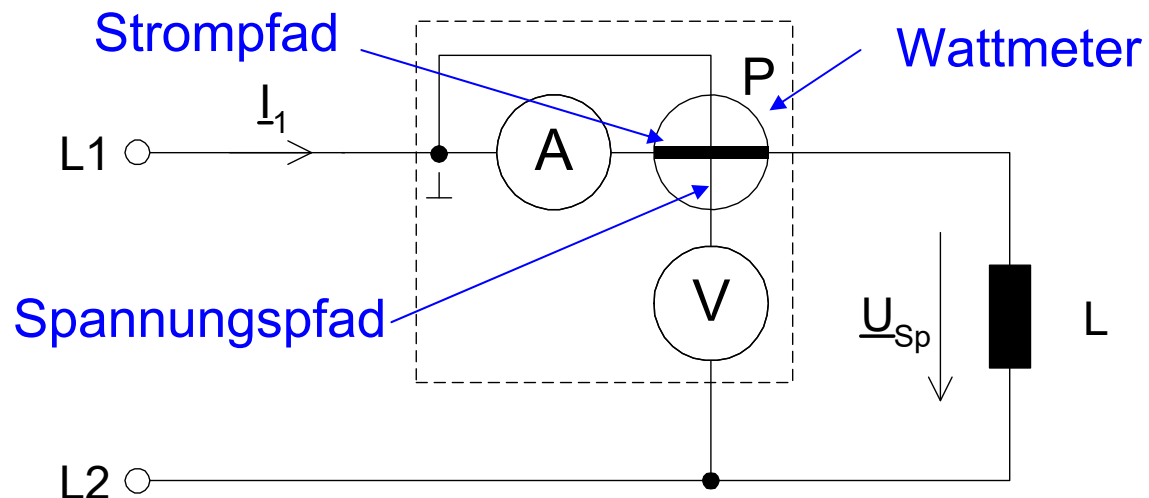 Strompfad
Wattmeter
P
I1
L1
A
V
Spannungspfad
USp
L
L2